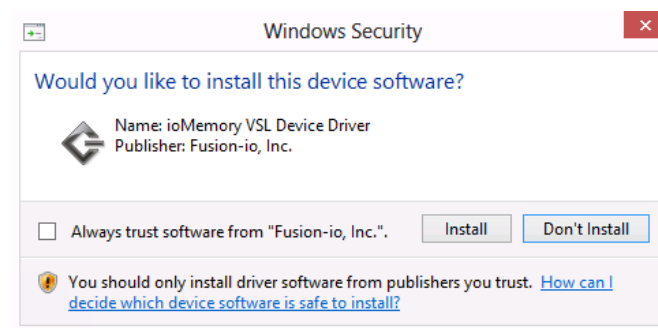 Windows Security
Would you like to install this device software?
Name: ioMemory VSL Device Driver
Publisher: Fusion-io, Inc.
Always trust software from "Fusion-io, Inc.".
Install
Don't Install
You should only install driver software from publishers you trust. How can I
decide which device software is safe to install?